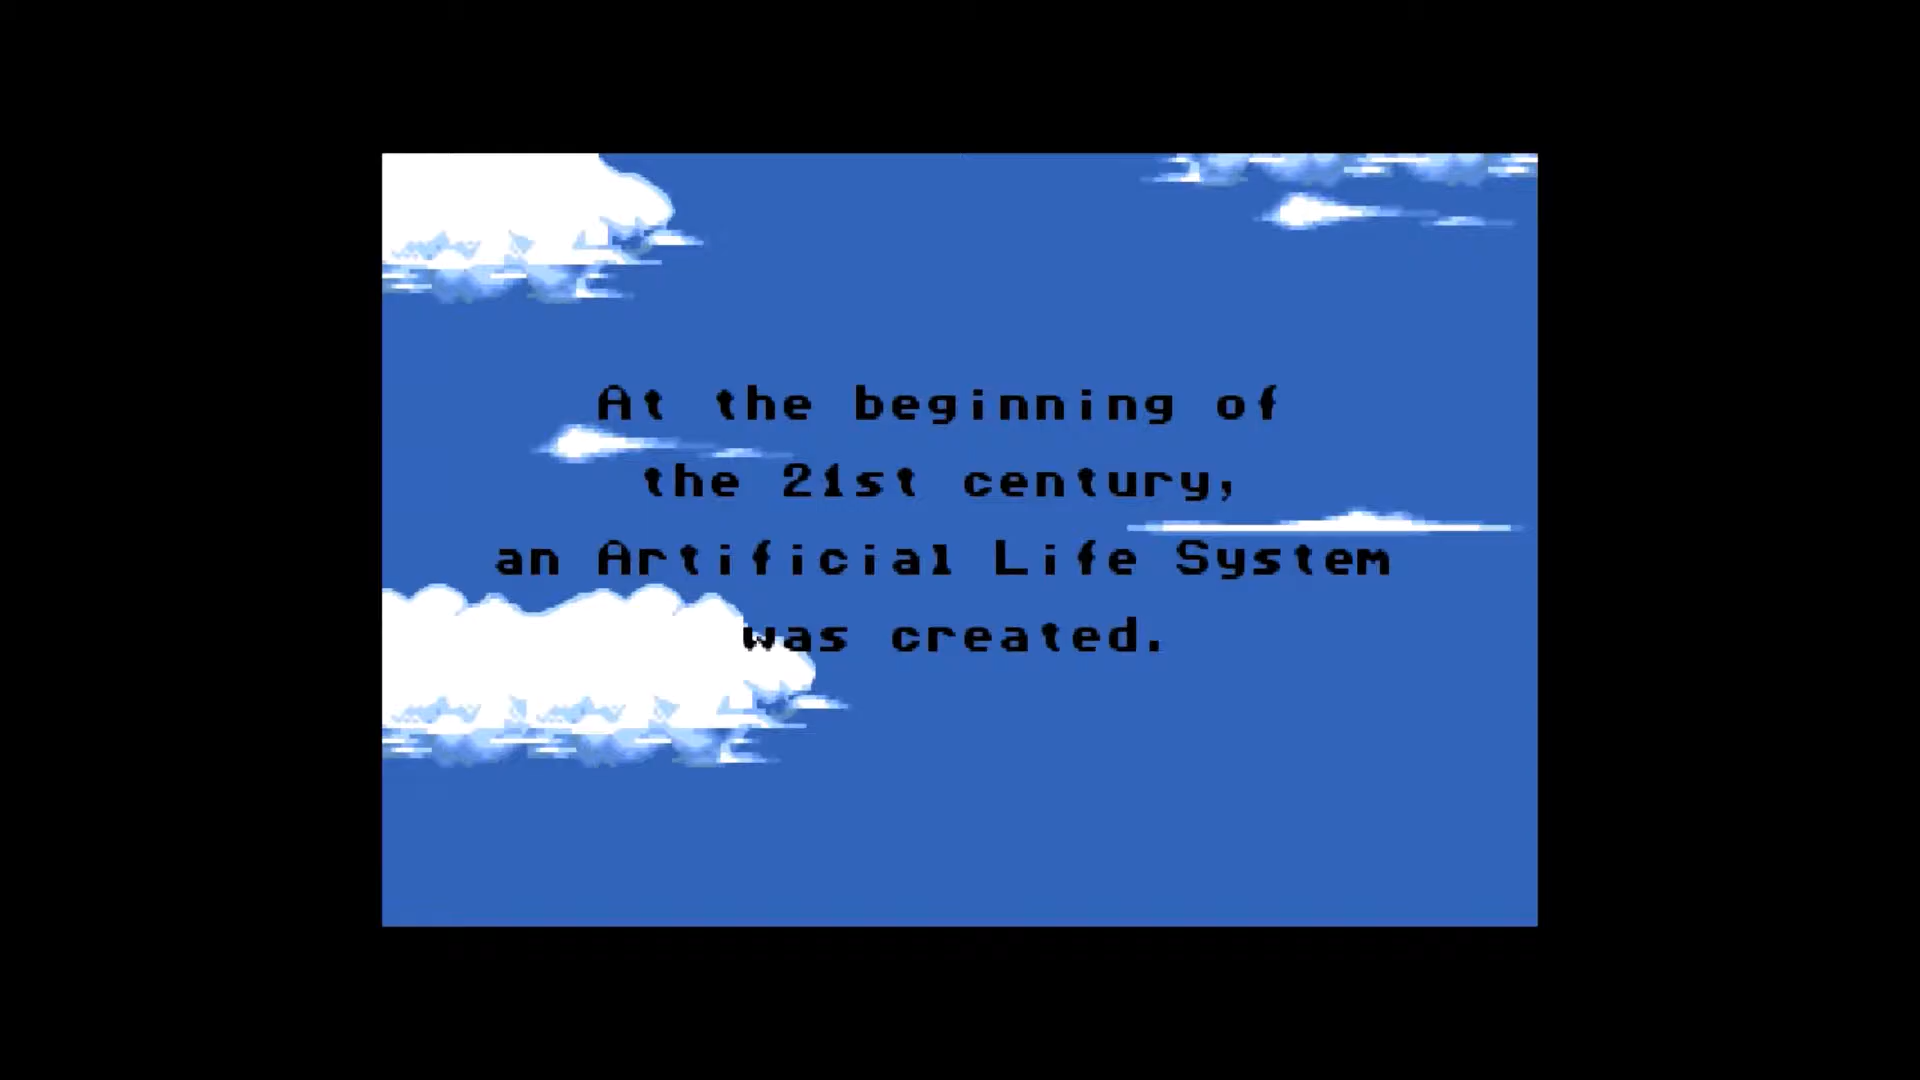 At the beginning of
the 21st century,
an Artificial Life System
was created.